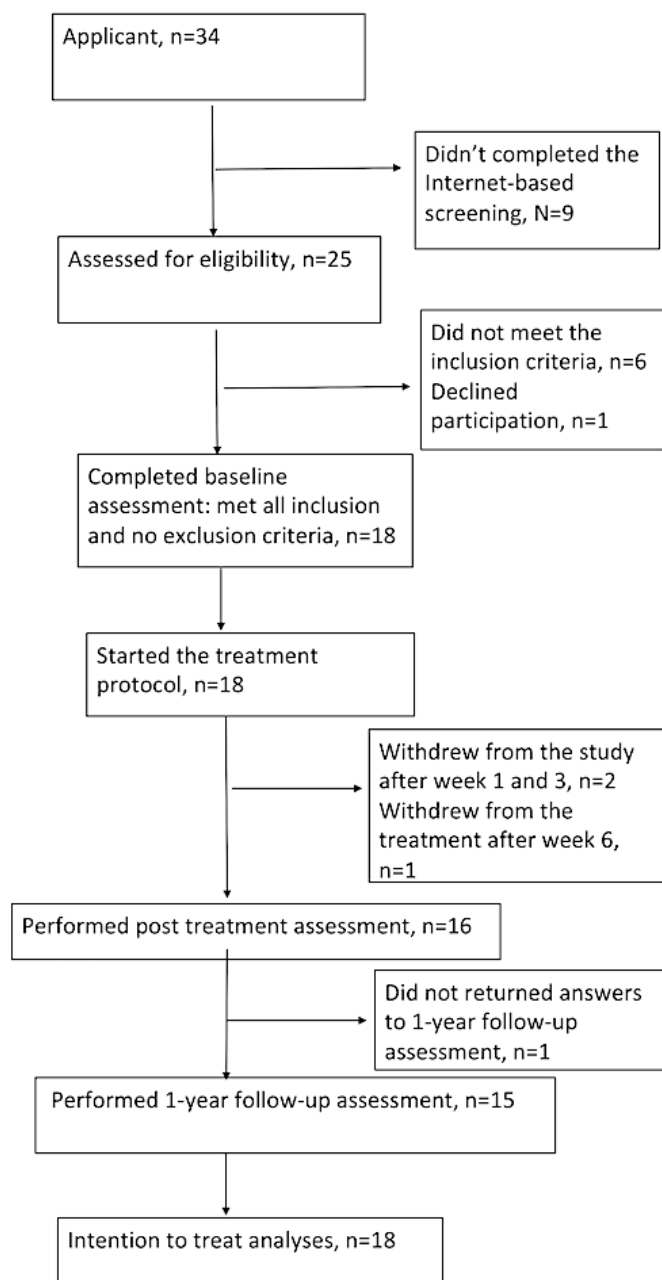 Applicant, n=34
Didn’t completed the
Internet-based
screening, N=9
Assessed for eligibility, n=25
Did not meet the
inclusion criteria, n=6
Declined
participation, n=1
Completed baseline
assessment: met all inclusion
and no exclusion criteria, n=18
Started the treatment
protocol, n=18
Withdrew from the study
after week 1 and 3, n=2
Withdrew from the
treatment after week 6,
n=1
Performed post treatment assessment, n=16
Did not returned answers
to 1-year follow-up
assessment, n=1
Performed 1-year follow-up assessment, n=15
Intention to treat analyses, n=18